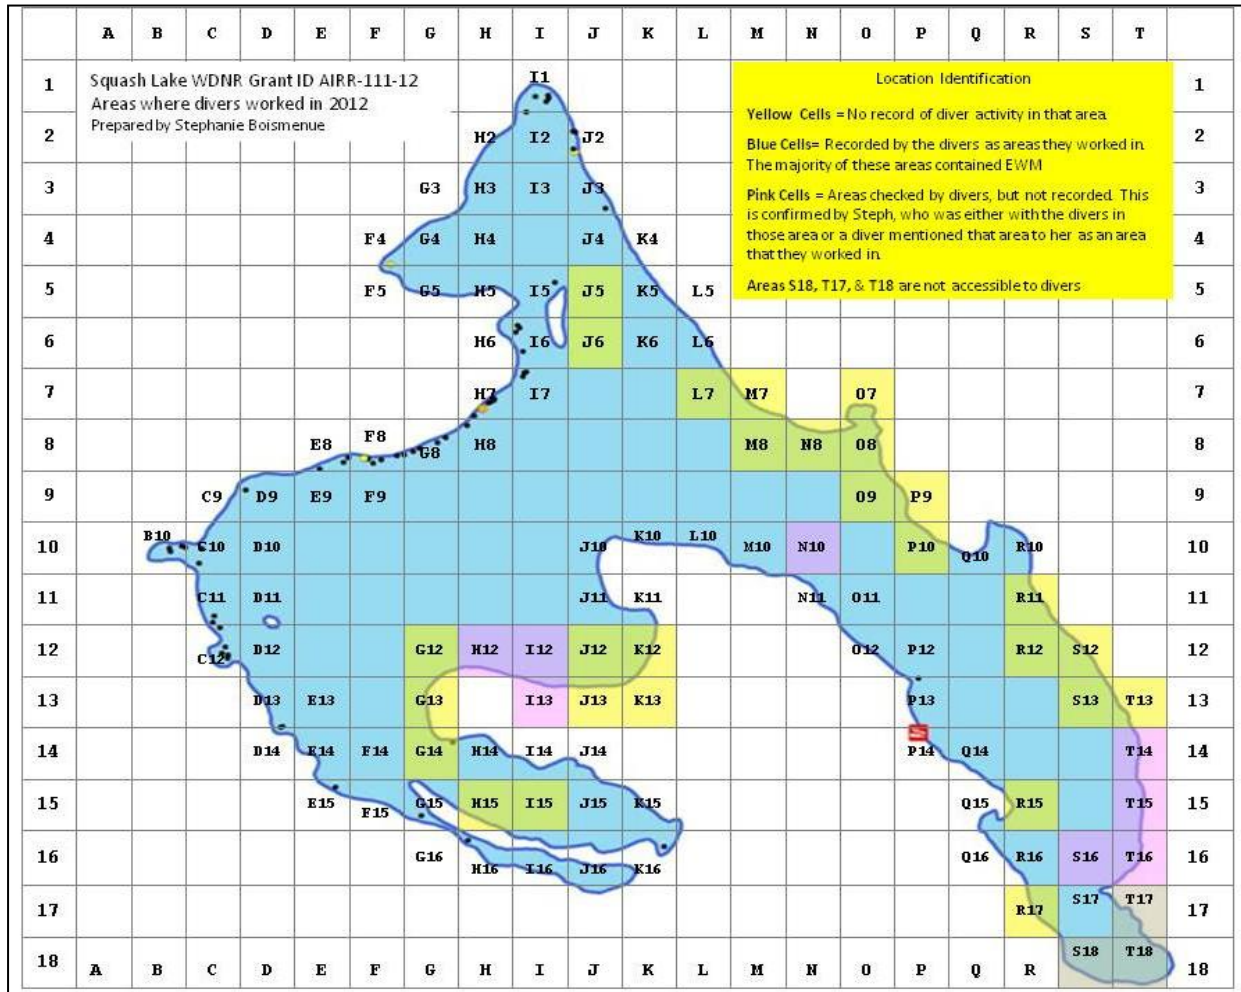 A B C D E F G H I J K L M N O P Q R S T
Squash Lake WDNR Grant ID AIRR-111-12
Areas where divers worked in 2012
Prepared by Stephanie Boismenue
Location Identification
Yellow Cells = No record of diver activity in that area.
Blue Cells= Recorded by the divers as areas they worked in.
The majority of these areas contained EWM
Pink Cells = Areas checked by divers, but not recorded. This
is confirmed by Steph, who was either with the divers in
those area or a diver mentioned that area to her as an area
that they worked in.
Areas S18, T17, & T18 are not accessible to divers
1 I1 1
2 H2 I2 J2 2
3 G3 H3 I3 J3 3
4 F4 G4 H4 J4 K4 4
5 F5 G5 H5 I5 J5 K5 L5 5
6 H6 I6 J6 K6 L6 6
7 H7 I7 L7 M7 O7 7
8 E8 F8 G8 H8 M8 N8 O8 8
9 C9 D9 E9 F9 O9 P9 9
10 B10 C10 D10 J10 K10 L10 M10 N10 P10 Q10 R10 10
11 C11 D11 J11 K11 N11 O11 R11 11
12 C12 D12 G12 H12 I12 J12 K12 O12 P12 R12 S12 12
13 D13 E13 G13 I13 J13 K13 P13 S13 T13 13
14 D14 E14 F14 G14 H14 I14 J14 P14 Q14 T14 14
15 E15 F15 G15 H15 I15 J15 K15 Q15 R15 T15 15
16 G16 H16 I16 J16 K16 Q16 R16 S16 T16 16
17 R17 S17 T17 17
18 S18 T18 18
A B C D E F G H I J K L M N O P Q R